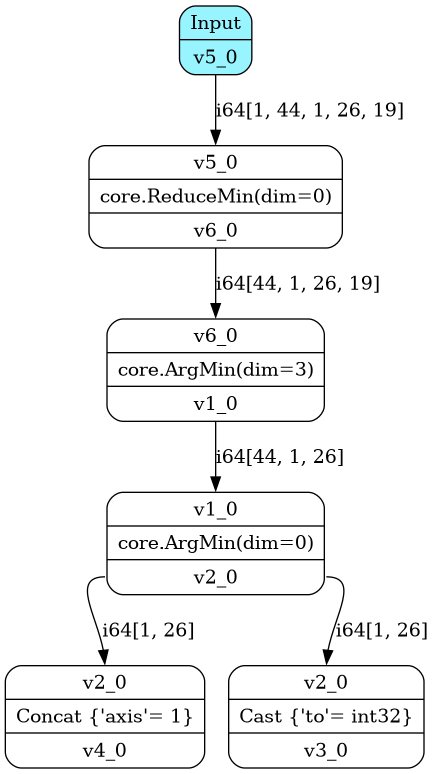 Input
v5_0
i64[1, 44, 1, 26, 19]
v5_0
core.ReduceMin(dim=0)
v6_0
i64[44, 1, 26, 19]
v6_0
core.ArgMin(dim=3)
v1_0
i64[44, 1, 26]
v1_0
core.ArgMin(dim=0)
v2_0
i64[1, 26]
i64[1, 26]
v2_0
Concat {'axis'= 1}
v4_0
v2_0
Cast {'to'= int32}
v3_0